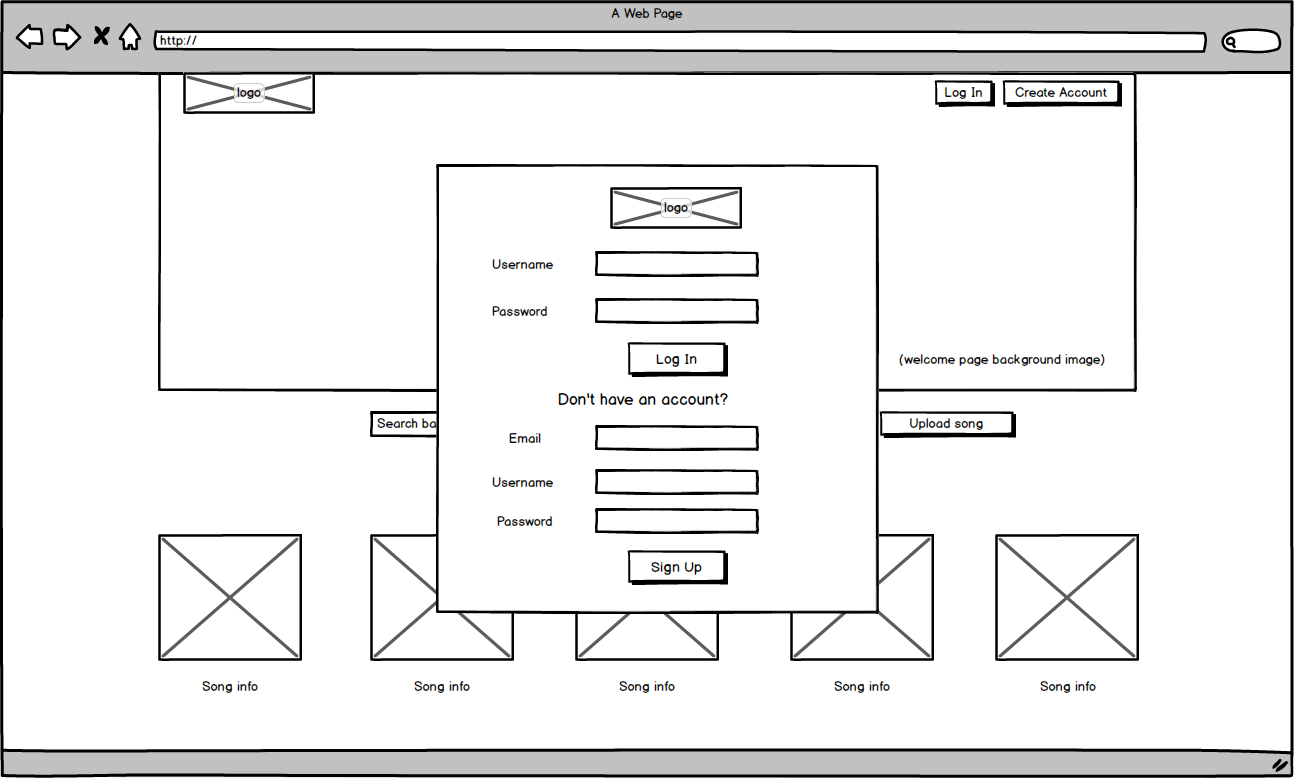 A Web Page
http://
logo
Log In
Create Account
logo
Username
Password
Log In
(welcome page background image)
Don't have an account?
Search ba
Upload song
Email
Username
Password
Sign Up
Song info
Song info
Song info
Song info
Song info